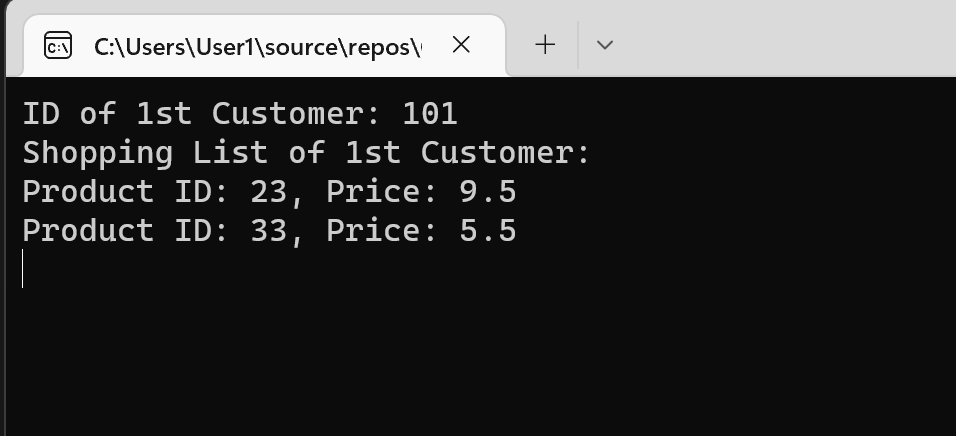 C:\Users\User1\source\repos\
ID of 1st Customer: 101
Shopping List of 1st Customer:
Product ID: 23, Price: 9.5
Product ID: 33, Price: 5.5